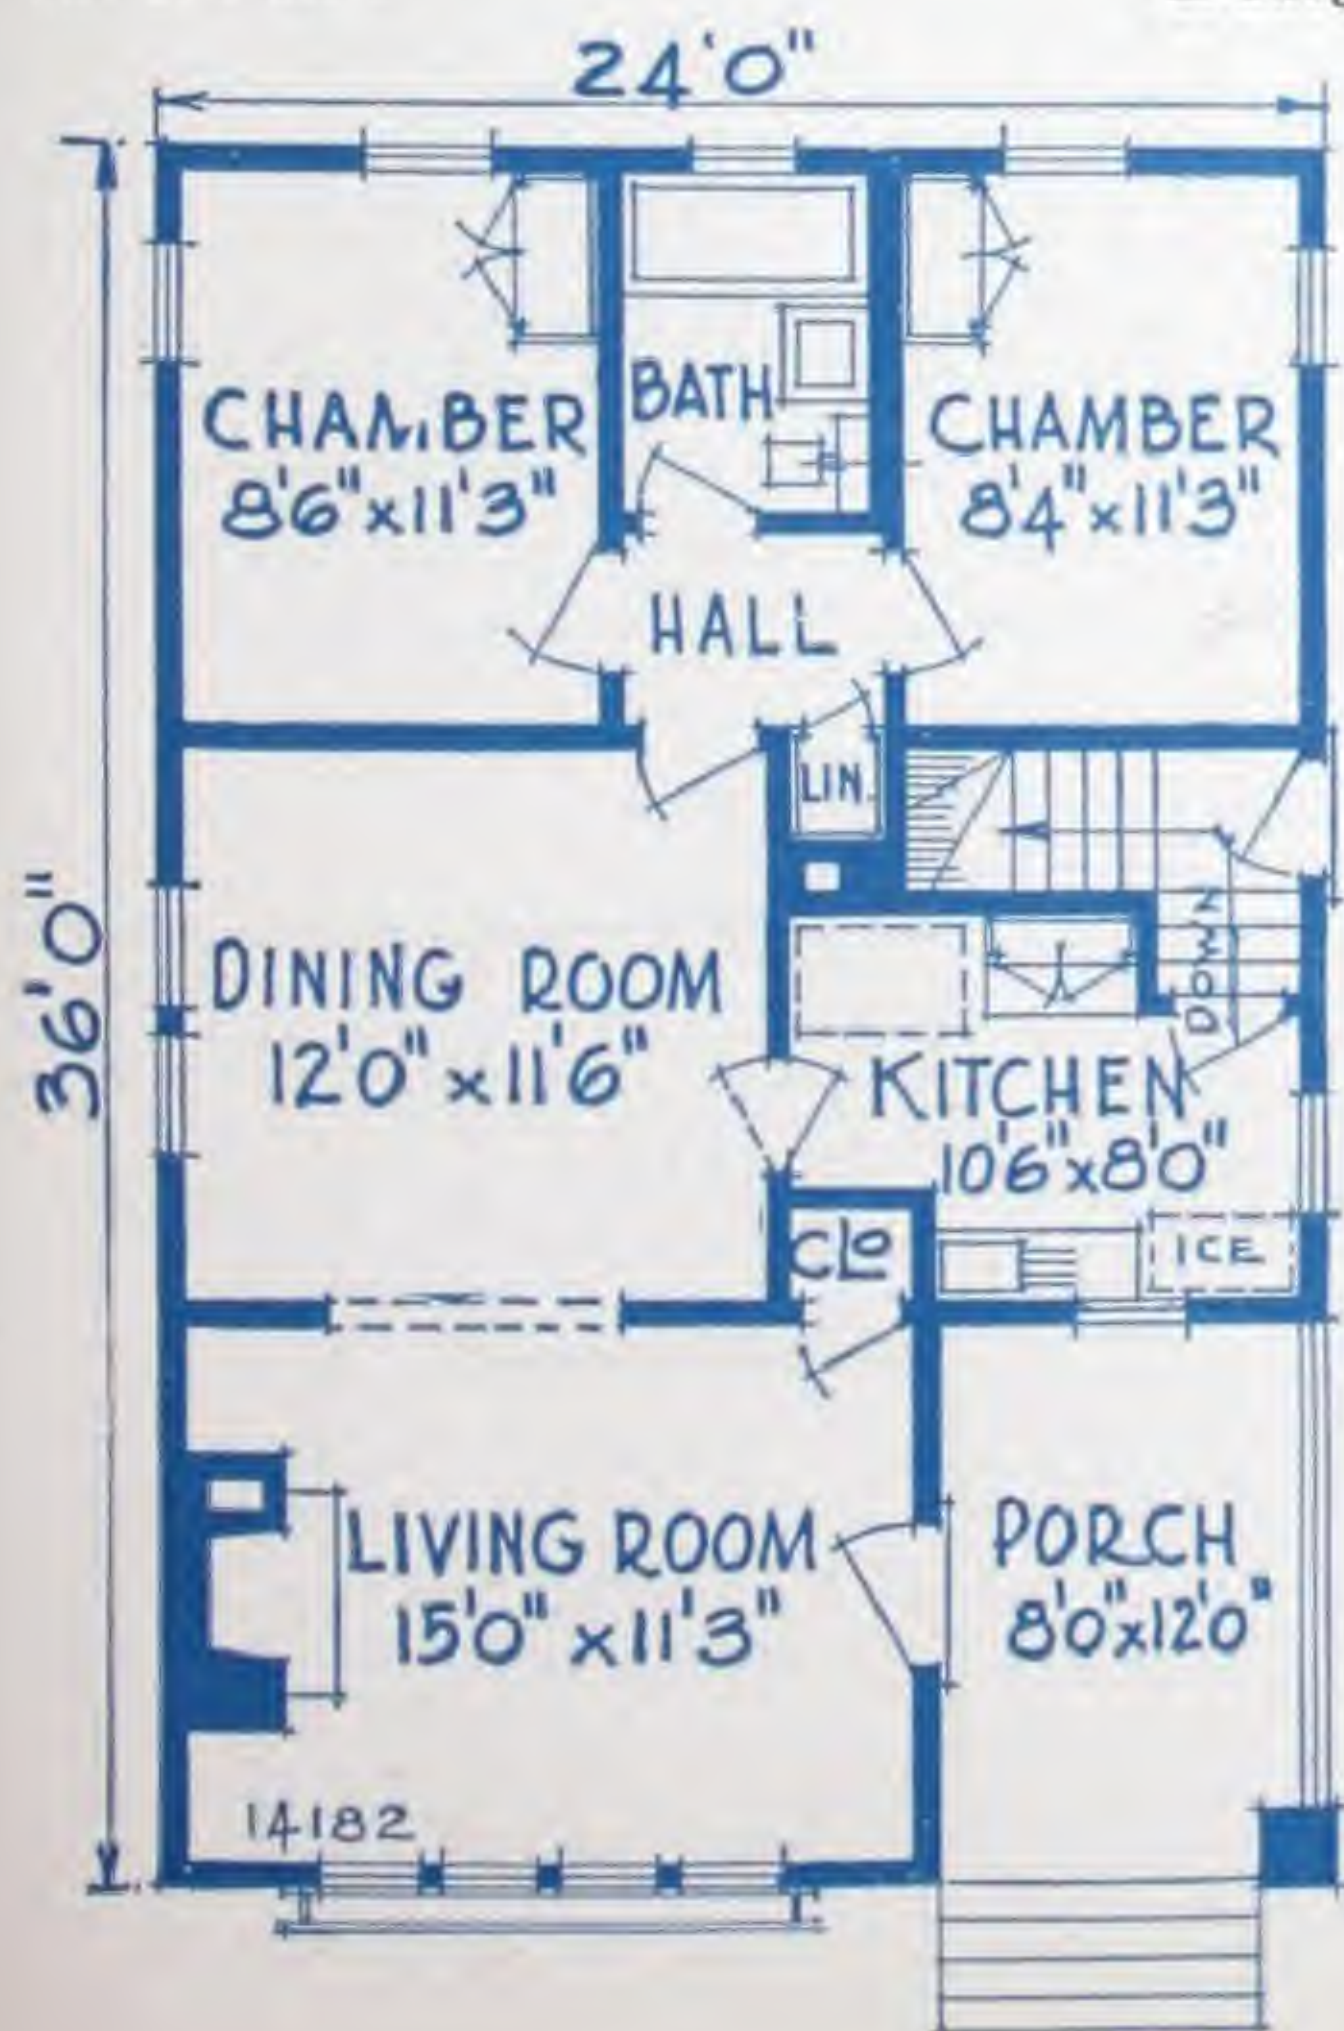 24'0"
CHAMBER
8'6"x11'3"
BATH
CHAMBER
8'4"x11'3"
HALL
LIN.
DOWN
36'0"
DINING ROOM
12'0"x11'6"
KITCHEN
10'6"x8'0"
CLO
ICE
LIVING ROOM
15'0"x11'3"
PORCH
8'0"x12'0"
14182